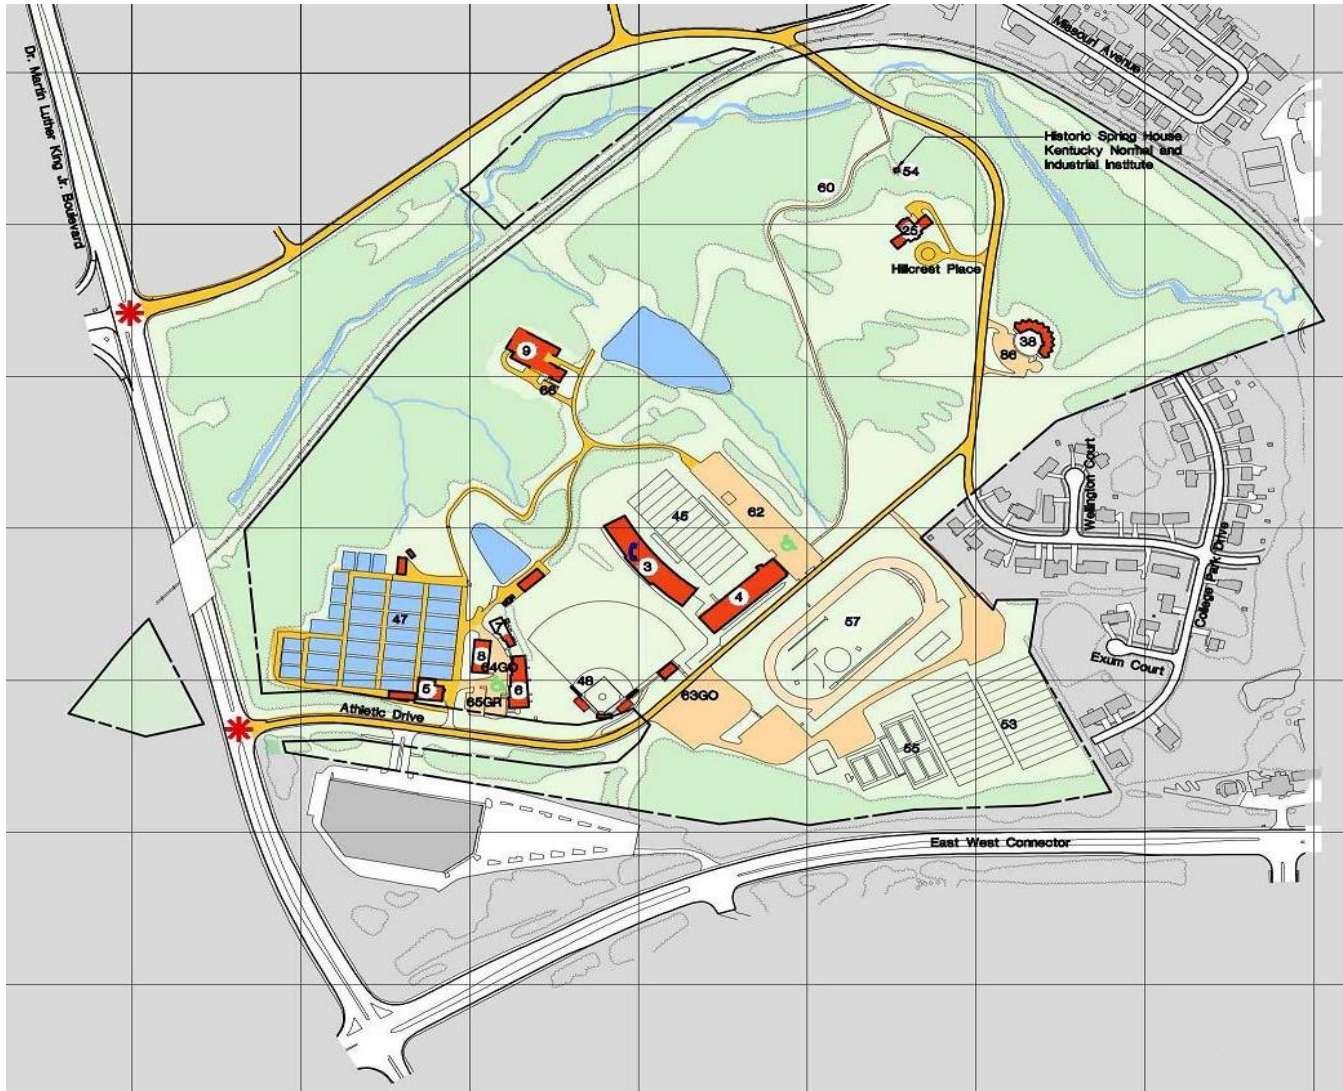 Missouri Avenue
Dr. Martin Luther King Jr. Boulevard
Historic Spring House
Kentucky Normal and
Industrial Institute
54
60
25
Hillcrest Place
38
86
9
66
Wellington Court
45
62
3
4
College Park Drive
47
57
7
8
64GO
Exum Court
5
6
48
65GR
63GO
53
Athletic Drive
55
East West Connector